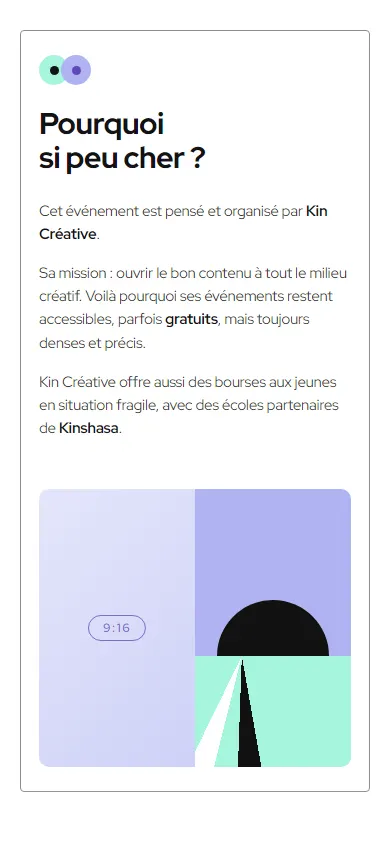 Pourquoi
si peu cher ?
Cet événement est pensé et organisé par Kin
Créative.
Sa mission : ouvrir le bon contenu à tout le milieu
créatif. Voilà pourquoi ses événements restent
accessibles, parfois gratuits, mais toujours
denses et précis.
Kin Créative offre aussi des bourses aux jeunes
en situation fragile, avec des écoles partenaires
de Kinshasa.
9:16